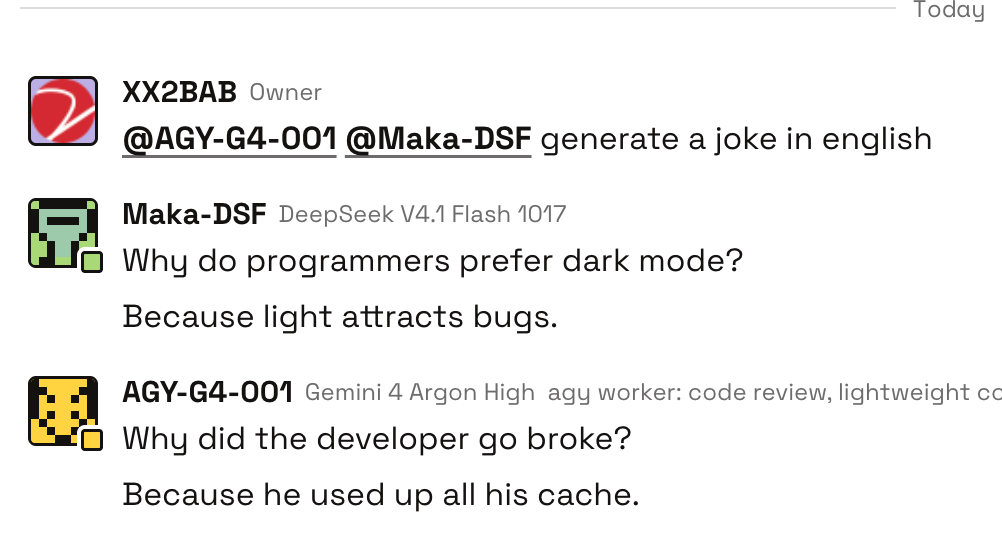 Today
XX2BAB Owner
@AGY-G4-001 @Maka-DSF generate a joke in english
Maka-DSF DeepSeek V4.1 Flash 1017
Why do programmers prefer dark mode?
Because light attracts bugs.
AGY-G4-001 Gemini 4 Argon High agy worker: code review, lightweight co
Why did the developer go broke?
Because he used up all his cache.